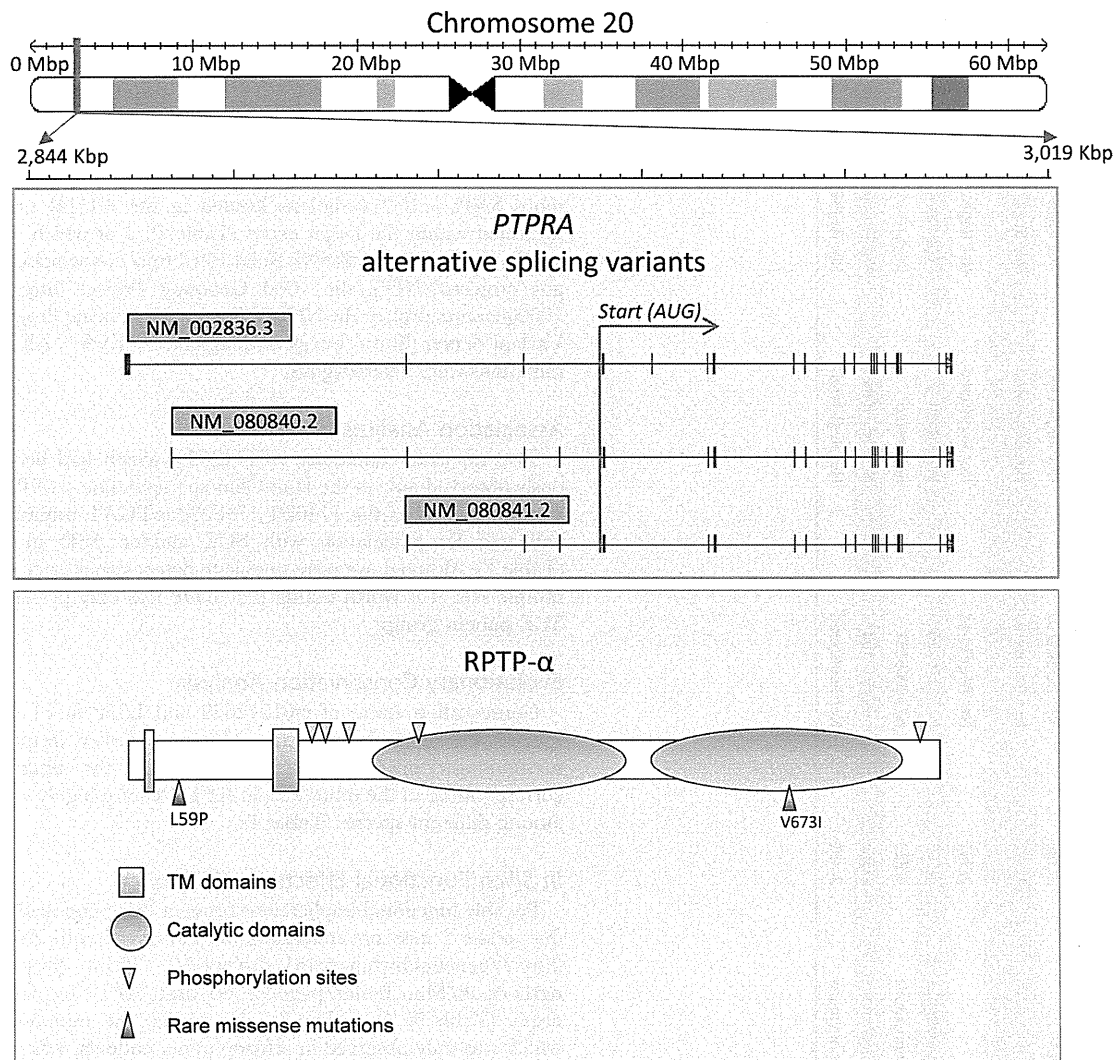 Chromosome 20
0 Mbp 10 Mbp 20 Mbp 30 Mbp 40 Mbp 50 Mbp 60 Mbp
2,844 Kbp 3,019 Kbp
PTPRA
alternative splicing variants
Start (AUG)
NM_002836.3
NM_080840.2
NM_080841.2
RPTP-α
L59P
V673I
TM domains
Catalytic domains
Phosphorylation sites
Rare missense mutations